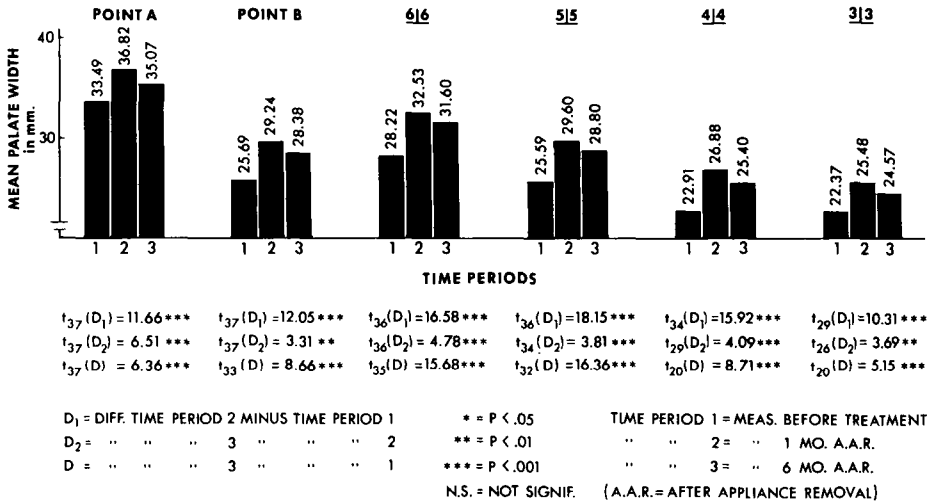 POINT A POINT B 6|6 5|5 4|4 3|3
40
30
MEAN PALATE WIDTH
in mm.
33.49 36.82 35.07 25.69 29.24 28.38 28.22 32.53 31.60 25.59 29.60 28.80 22.91 26.88 25.40 22.37 25.48 24.57
1 2 3 1 2 3 1 2 3 1 2 3 1 2 3 1 2 3
TIME PERIODS
t37(D1) =11.66*** t37(D1) =12.05*** t36(D1)=16.58*** t36(D1)=18.15*** t34(D1)=15.92*** t29(D1)=10.31***
t37(D2) = 6.51*** t37(D2) = 3.31 ** t36(D2)= 4.78*** t34(D2)= 3.81*** t29(D2)= 4.09*** t26(D2)= 3.69**
t37(D) = 6.36*** t33(D) = 8.66*** t35(D) =15.68*** t32(D) =16.36*** t20(D) = 8.71*** t20(D) = 5.15***
D1 = DIFF. TIME PERIOD 2 MINUS TIME PERIOD 1 * = P < .05 TIME PERIOD 1 = MEAS. BEFORE TREATMENT
D2 = " " " 3 " " " 2 ** = P < .01 " " 2 = " 1 MO. A.A.R.
D = " " " 3 " " " 1 *** = P < .001 " " 3 = " 6 MO. A.A.R.
N.S. = NOT SIGNIF. (A.A.R.= AFTER APPLIANCE REMOVAL)